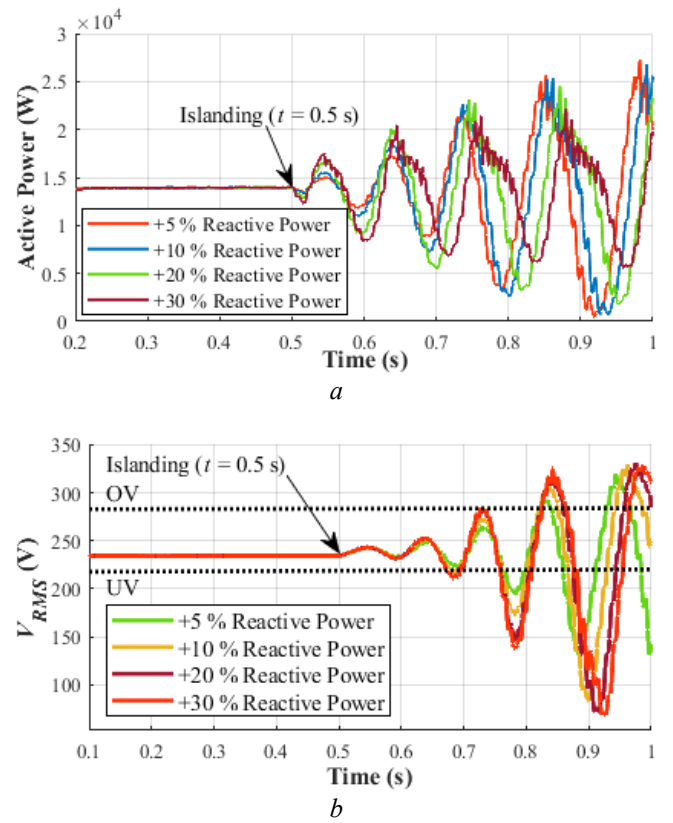 ×10⁴
3
2.5
2
1.5
1
0.5
0
Active Power (W)
Islanding (t = 0.5 s)
+5 % Reactive Power
+10 % Reactive Power
+20 % Reactive Power
+30 % Reactive Power
0.2 0.3 0.4 0.5 0.6 0.7 0.8 0.9 1
Time (s)
a
350
300
250
200
150
100
V_RMS (V)
Islanding (t = 0.5 s)
OV
UV
+5 % Reactive Power
+10 % Reactive Power
+20 % Reactive Power
+30 % Reactive Power
0.1 0.2 0.3 0.4 0.5 0.6 0.7 0.8 0.9 1
Time (s)
b